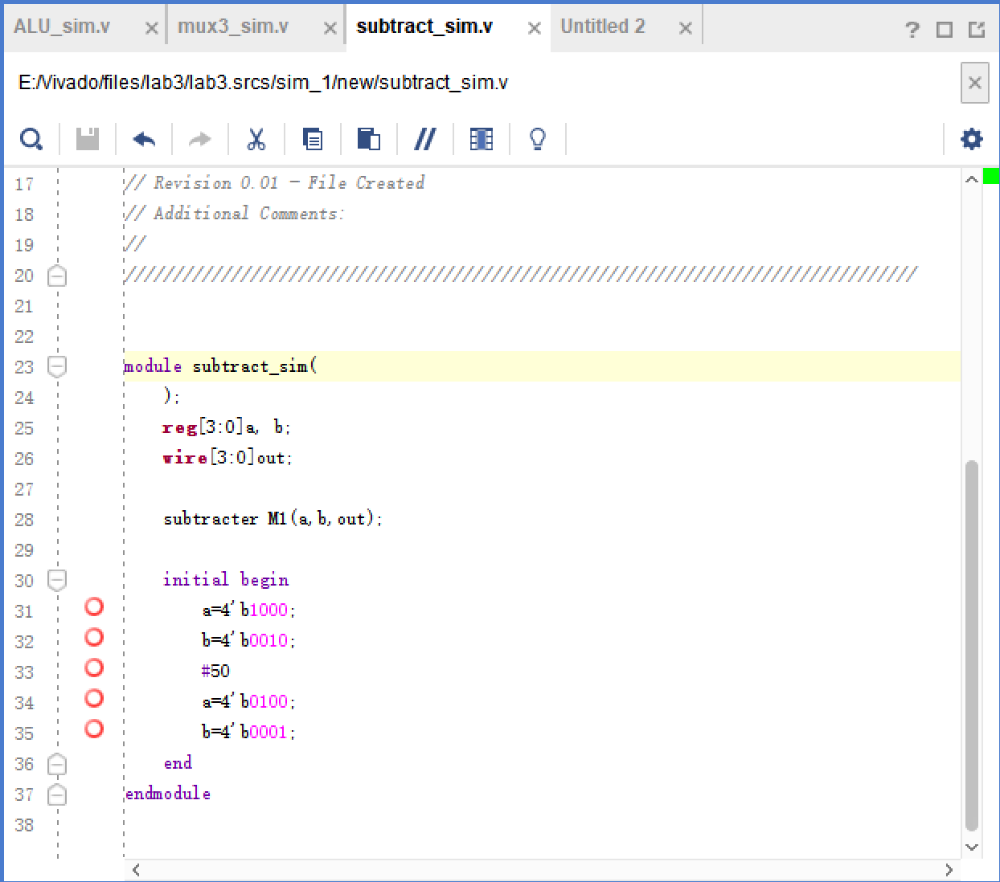 ALU_sim.v mux3_sim.v subtract_sim.v Untitled 2
E:/Vivado/files/lab3/lab3.srcs/sim_1/new/subtract_sim.v
17 // Revision 0.01 - File Created
18 // Additional Comments:
19 //
20 //////////////////////////////////////////////////////////////////////////////////
21
22
23 module subtract_sim(
24 );
25 reg[3:0]a, b;
26 wire[3:0]out;
27
28 subtracter M1(a,b,out);
29
30 initial begin
31 a=4'b1000;
32 b=4'b0010;
33 #50
34 a=4'b0100;
35 b=4'b0001;
36 end
37 endmodule
38